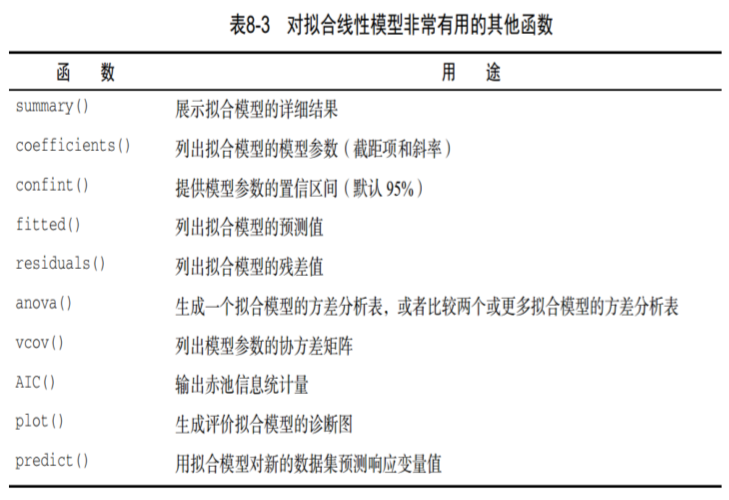 表8-3 对拟合线性模型非常有用的其他函数
函 数 用 途
summary() 展示拟合模型的详细结果
coefficients() 列出拟合模型的模型参数（截距项和斜率）
confint() 提供模型参数的置信区间（默认 95%）
fitted() 列出拟合模型的预测值
residuals() 列出拟合模型的残差值
anova() 生成一个拟合模型的方差分析表，或者比较两个或更多拟合模型的方差分析表
vcov() 列出模型参数的协方差矩阵
AIC() 输出赤池信息统计量
plot() 生成评价拟合模型的诊断图
predict() 用拟合模型对新的数据集预测响应变量值